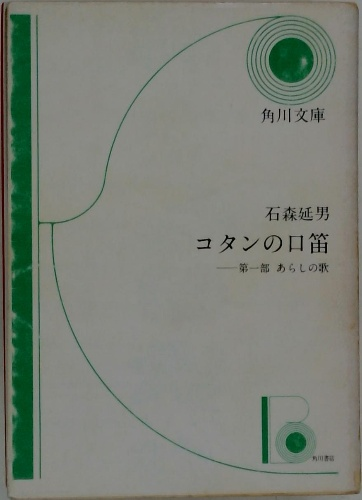 角川文庫
石森延男
コタンの口笛
——第一部 あらしの歌
角川書店